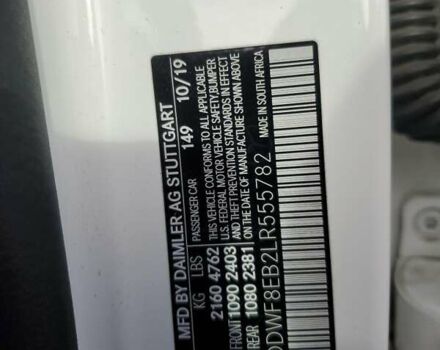 MFD BY DAIMLER AG STUTTGART
149 10/19
PASSENGER CAR
KG LBS
2160 4762
FRONT 1090 2403
REAR 1080 2381
THIS VEHICLE CONFORMS TO ALL APPLICABLE
U.S. FEDERAL MOTOR VEHICLE SAFETY,BUMPER
AND THEFT PREVENTION STANDARDS IN EFFECT
ON THE DATE OF MANUFACTURE SHOWN ABOVE
DWF8EB2LR555782
MADE IN SOUTH AFRICA